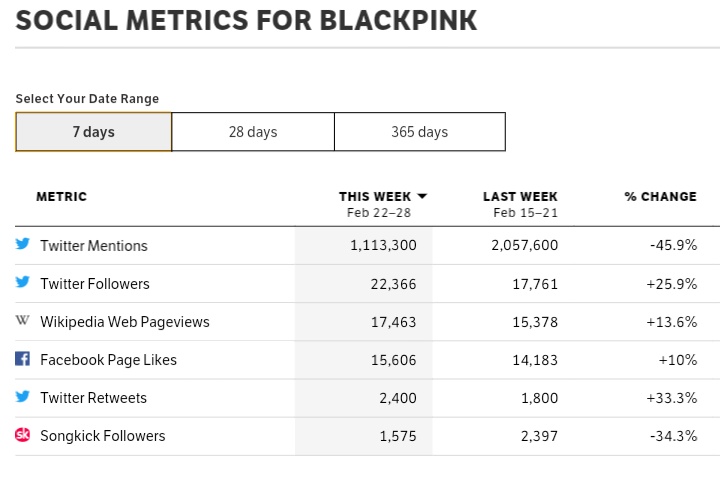 SOCIAL METRICS FOR BLACKPINK
Select Your Date Range
7 days 28 days 365 days
METRIC THIS WEEK LAST WEEK % CHANGE
Feb 22–28 Feb 15–21
Twitter Mentions 1,113,300 2,057,600 -45.9%
Twitter Followers 22,366 17,761 +25.9%
W Wikipedia Web Pageviews 17,463 15,378 +13.6%
f Facebook Page Likes 15,606 14,183 +10%
Twitter Retweets 2,400 1,800 +33.3%
sk Songkick Followers 1,575 2,397 -34.3%